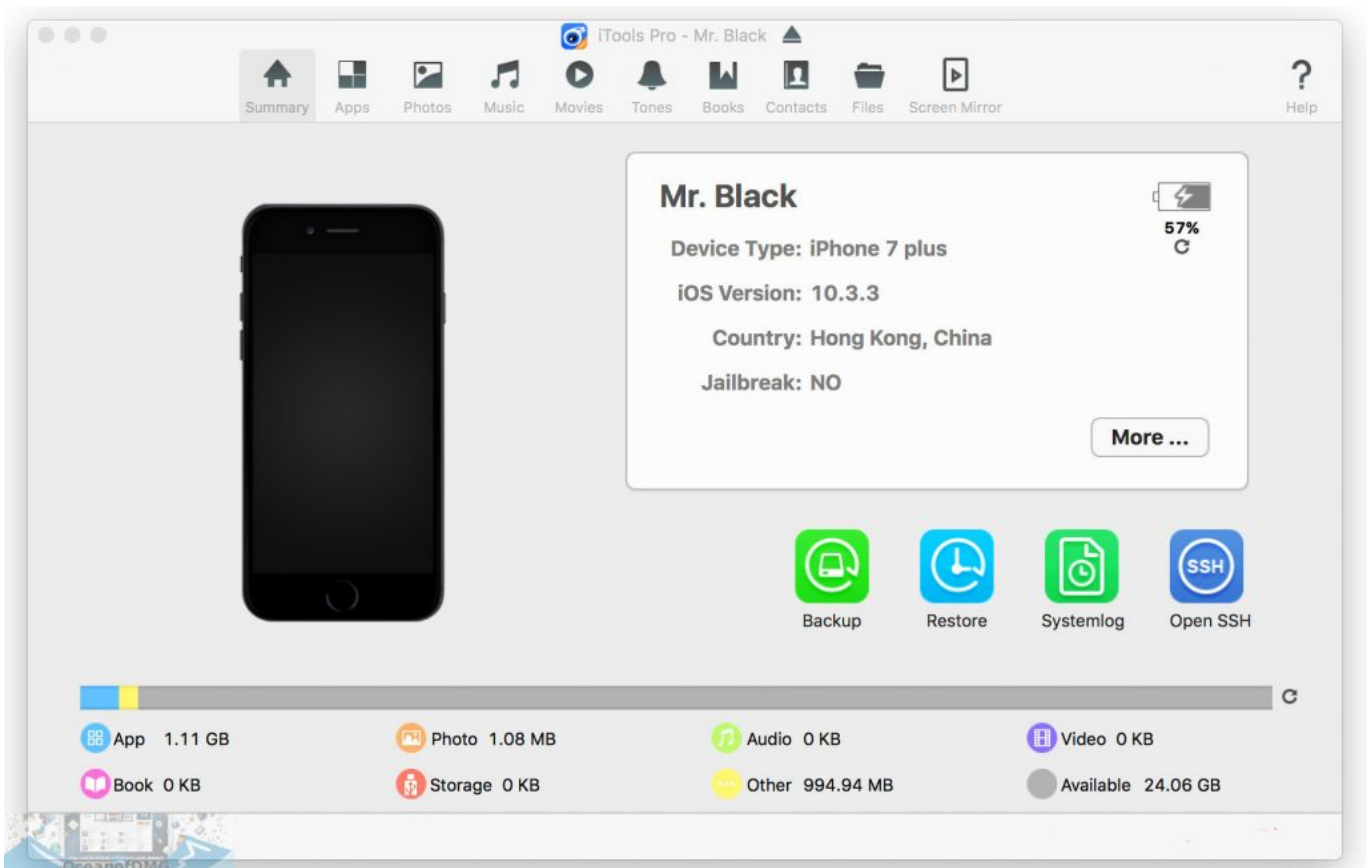 iTools Pro - Mr. Black
Summary Apps Photos Music Movies Tones Books Contacts Files Screen Mirror Help
Mr. Black
57%
Device Type: iPhone 7 plus
iOS Version: 10.3.3
Country: Hong Kong, China
Jailbreak: NO
More ...
SSH
Backup Restore Systemlog Open SSH
App 1.11 GB Photo 1.08 MB Audio 0 KB Video 0 KB
Book 0 KB Storage 0 KB Other 994.94 MB Available 24.06 GB
OceanofDMG